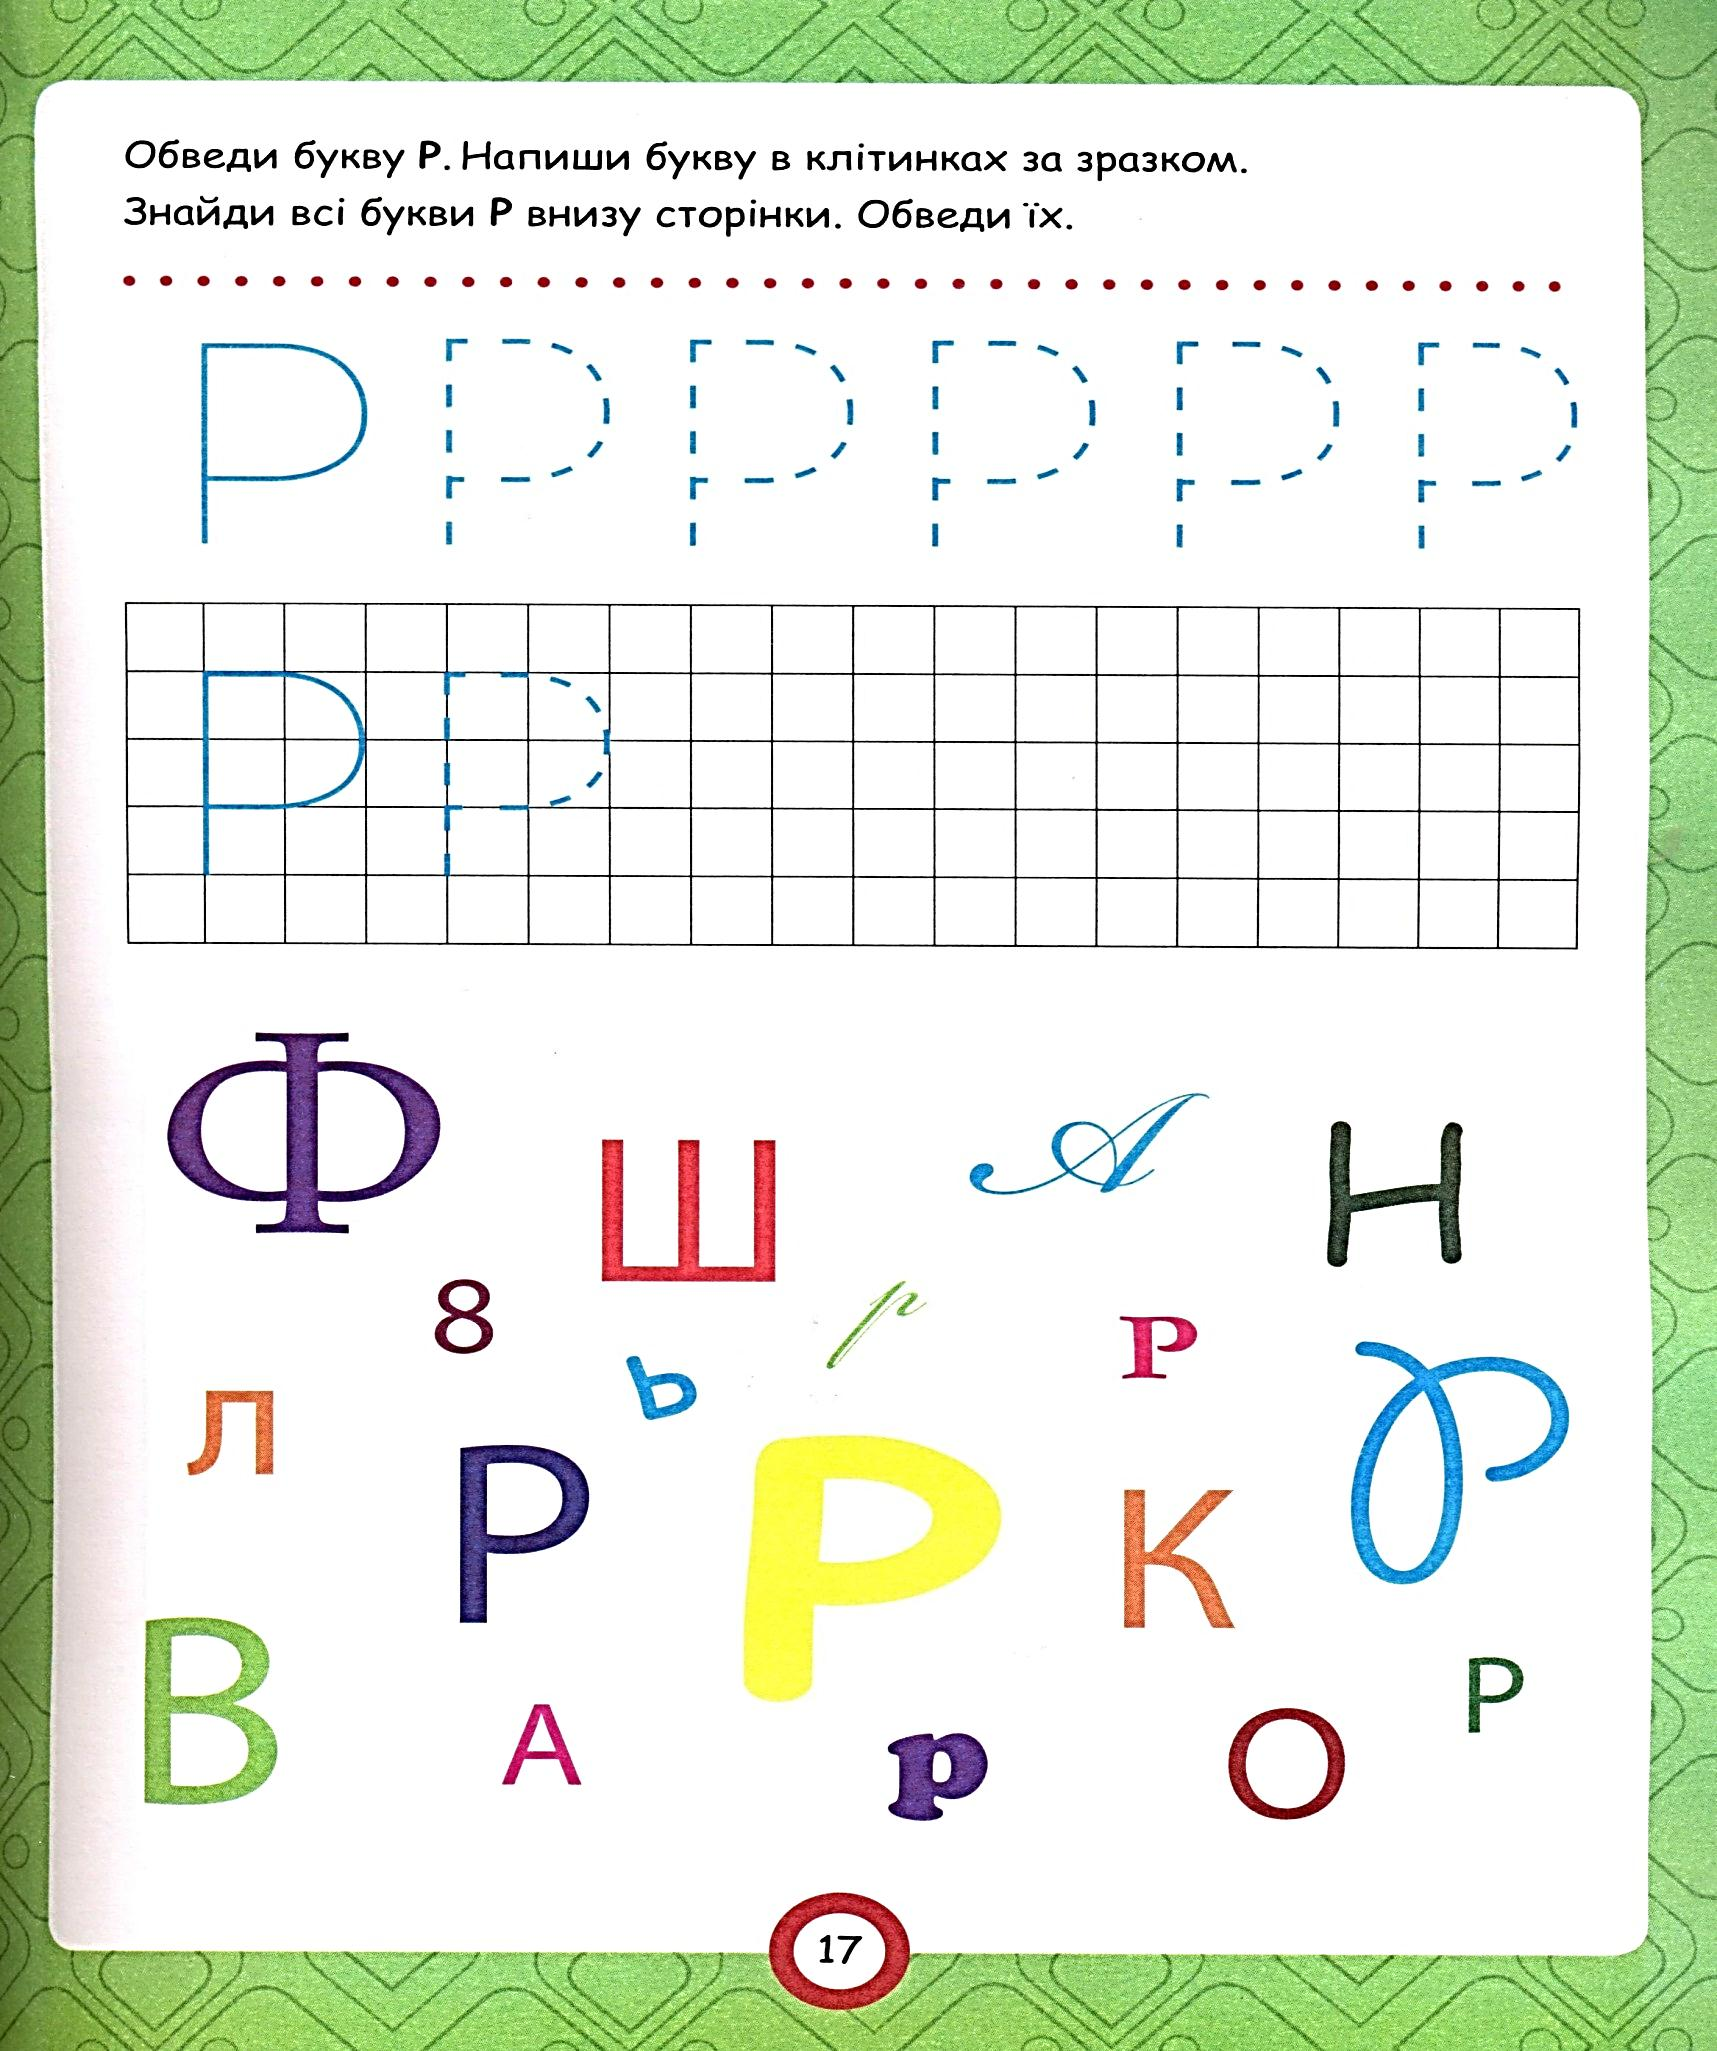 Обведи букву Р. Напиши букву в клітинках за зразком.
Знайди всі букви Р внизу сторінки. Обведи їх.
Р Р Р Р Р Р
Р Р
Ф Ш А Н
8 р Р
Л Ь Р
Р Р К
В А р О Р
17